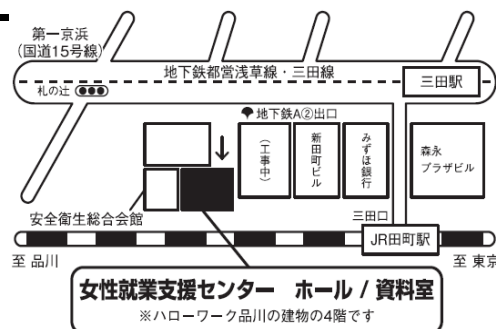 第一京浜
(国道15号線)
地下鉄都営浅草線・三田線
三田駅
札の辻
地下鉄A②出口
(工事中)
新田町ビル
みずほ銀行
森永
プラザビル
安全衛生総合会館
三田口
JR田町駅
至 品川
至 東京
女性就業支援センター ホール / 資料室
※ハローワーク品川の建物の4階です